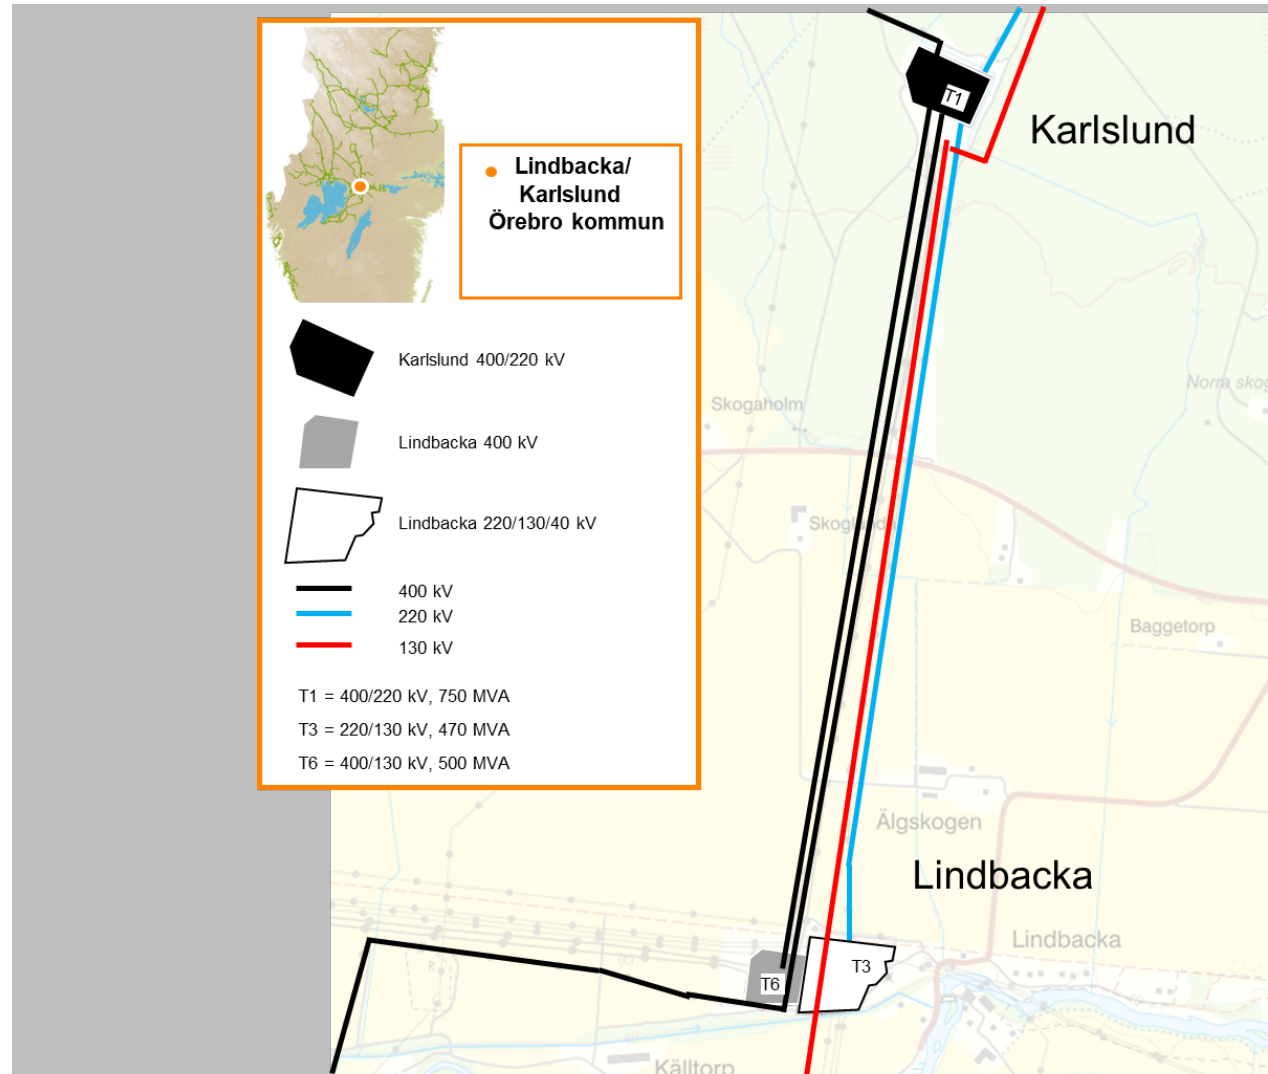 Lindbacka/
Karlslund
Örebro kommun
Karlslund 400/220 kV
Lindbacka 400 kV
Lindbacka 220/130/40 kV
400 kV
220 kV
130 kV
T1 = 400/220 kV, 750 MVA
T3 = 220/130 kV, 470 MVA
T6 = 400/130 kV, 500 MVA
T1
Karlslund
Skogaholm
Baggetorp
Älgskogen
Lindbacka
Lindbacka
T3
T6
Källtorp